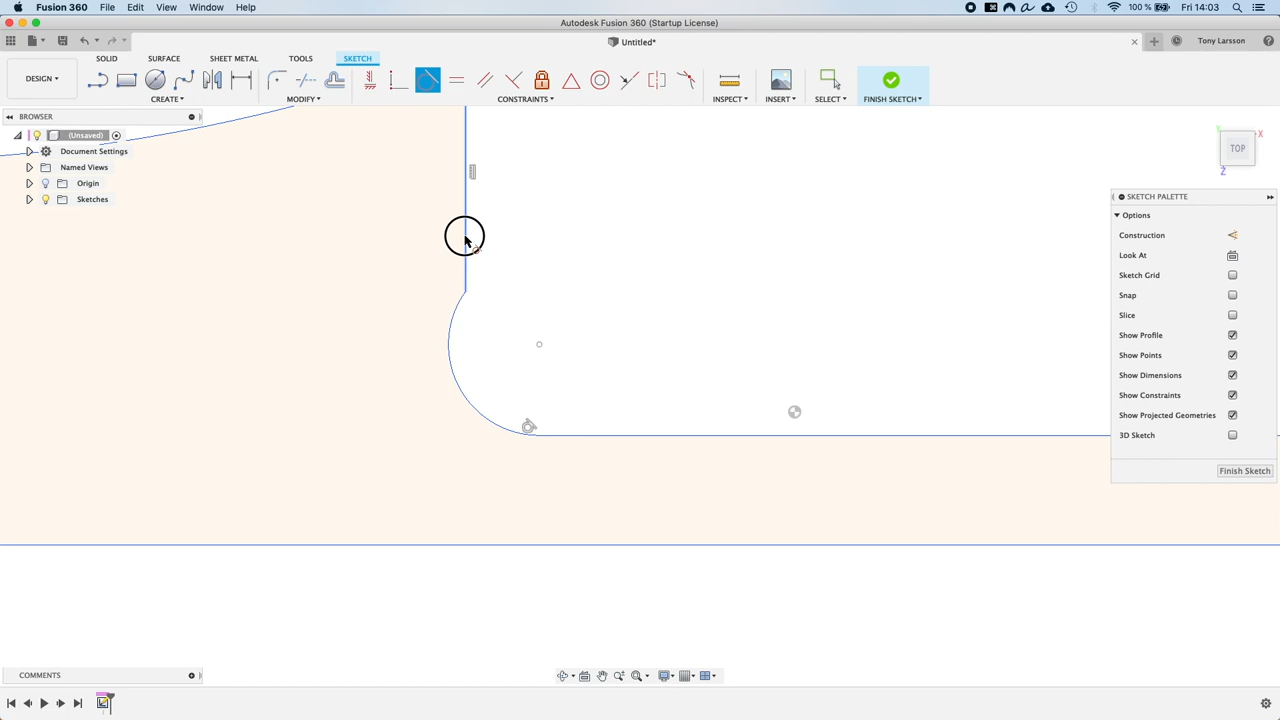 Fusion 360 File Edit View Window Help 100 % Fri 14:03
Autodesk Fusion 360 (Startup License)
Untitled*
Tony Larsson
SOLID SURFACE SHEET METAL TOOLS SKETCH
DESIGN
CREATE MODIFY CONSTRAINTS INSPECT INSERT SELECT FINISH SKETCH
BROWSER
(Unsaved)
Document Settings
Named Views
Origin
Sketches
X
Y
TOP
Z
SKETCH PALETTE
Options
Construction
Look At
Sketch Grid
Snap
Slice
Show Profile
Show Points
Show Dimensions
Show Constraints
Show Projected Geometries
3D Sketch
Finish Sketch
COMMENTS